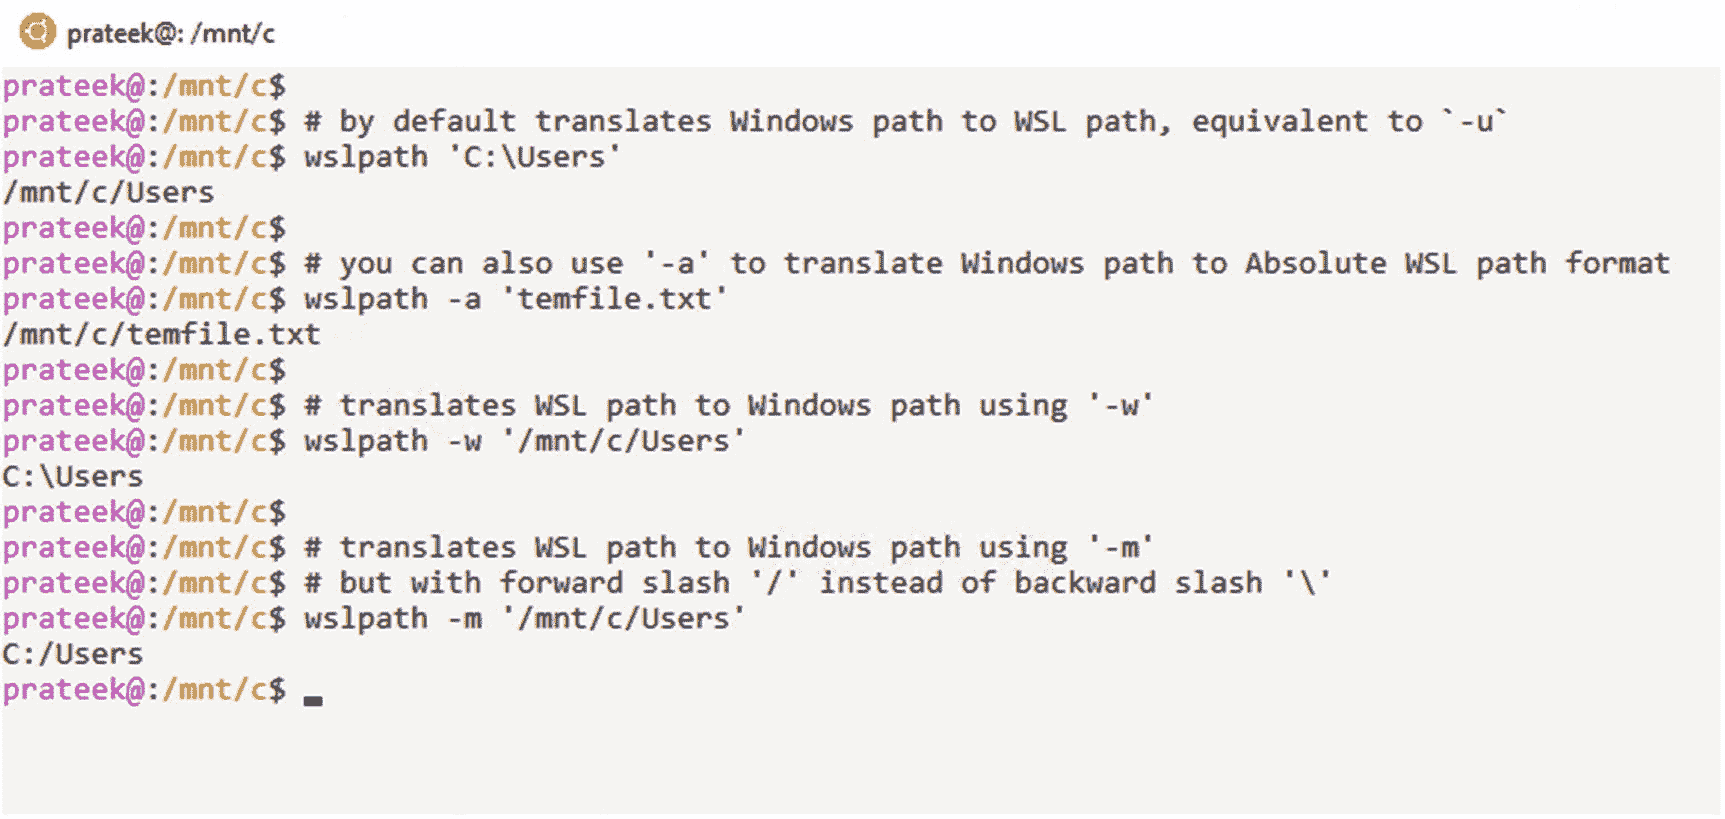 prateek@: /mnt/c
prateek@:/mnt/c$
prateek@:/mnt/c$ # by default translates Windows path to WSL path, equivalent to `-u`
prateek@:/mnt/c$ wslpath 'C:\Users'
/mnt/c/Users
prateek@:/mnt/c$
prateek@:/mnt/c$ # you can also use '-a' to translate Windows path to Absolute WSL path format
prateek@:/mnt/c$ wslpath -a 'temfile.txt'
/mnt/c/temfile.txt
prateek@:/mnt/c$
prateek@:/mnt/c$ # translates WSL path to Windows path using '-w'
prateek@:/mnt/c$ wslpath -w '/mnt/c/Users'
C:\Users
prateek@:/mnt/c$
prateek@:/mnt/c$ # translates WSL path to Windows path using '-m'
prateek@:/mnt/c$ # but with forward slash '/' instead of backward slash '\'
prateek@:/mnt/c$ wslpath -m '/mnt/c/Users'
C:/Users
prateek@:/mnt/c$